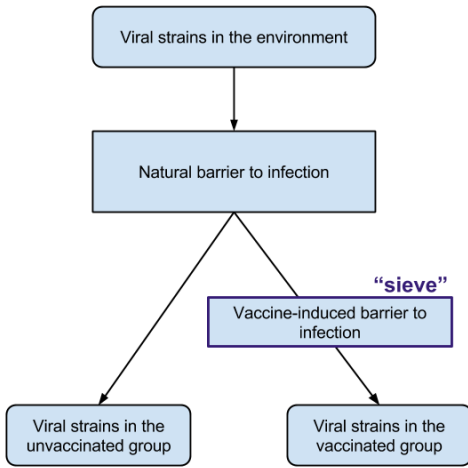 Viral strains in the environment
Natural barrier to infection
“sieve”
Vaccine-induced barrier to
infection
Viral strains in the
unvaccinated group
Viral strains in the
vaccinated group